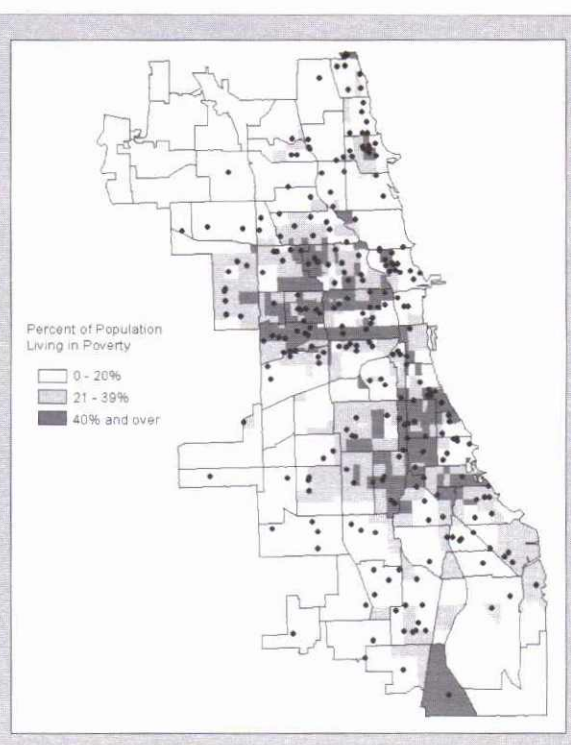 Percent of Population
Living in Poverty
0 - 20%
21 - 39%
40% and over